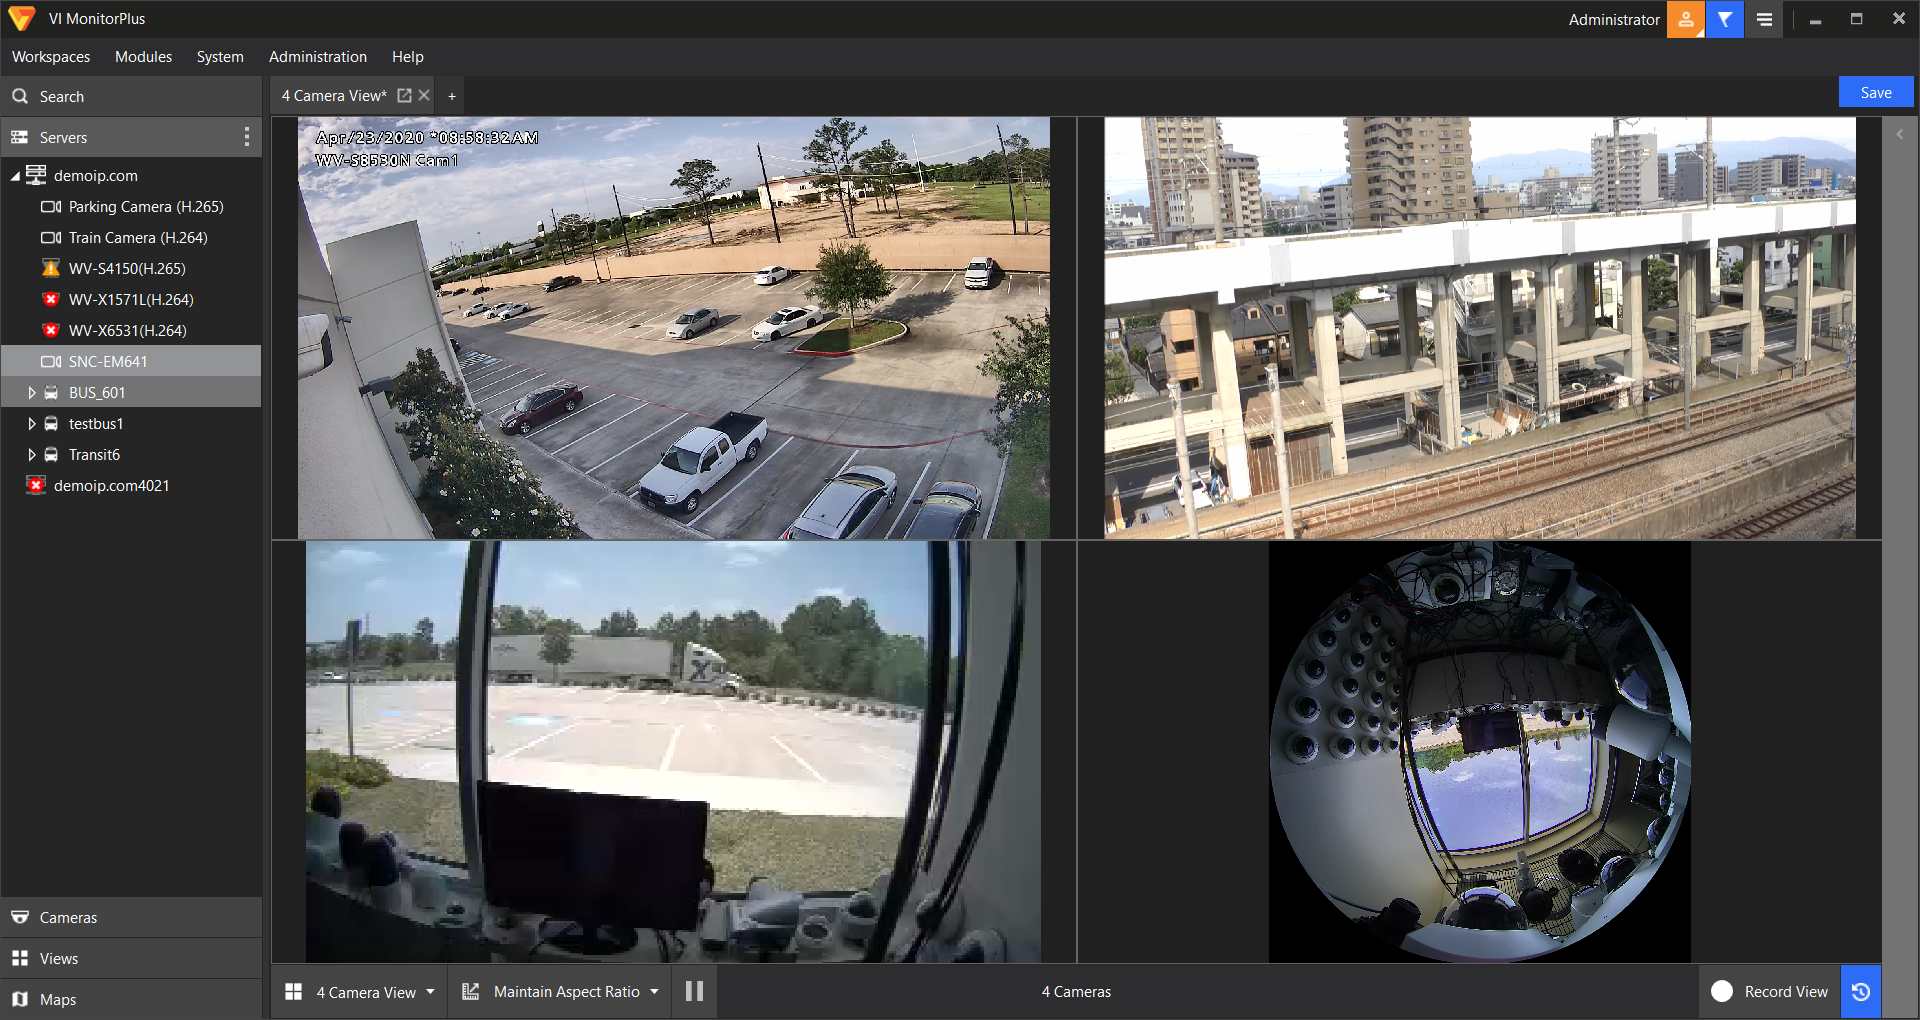 VI MonitorPlus
Administrator
Workspaces Modules System Administration Help
Search
4 Camera View*
+
Save
Servers
demoip.com
Parking Camera (H.265)
Train Camera (H.264)
WV-S4150(H.265)
WV-X1571L(H.264)
WV-X6531(H.264)
SNC-EM641
BUS_601
testbus1
Transit6
demoip.com4021
Apr/23/2020 *08:58:32AM
WV-S8530N Cam1
X
Cameras
Views
Maps
4 Camera View
Maintain Aspect Ratio
4 Cameras
Record View